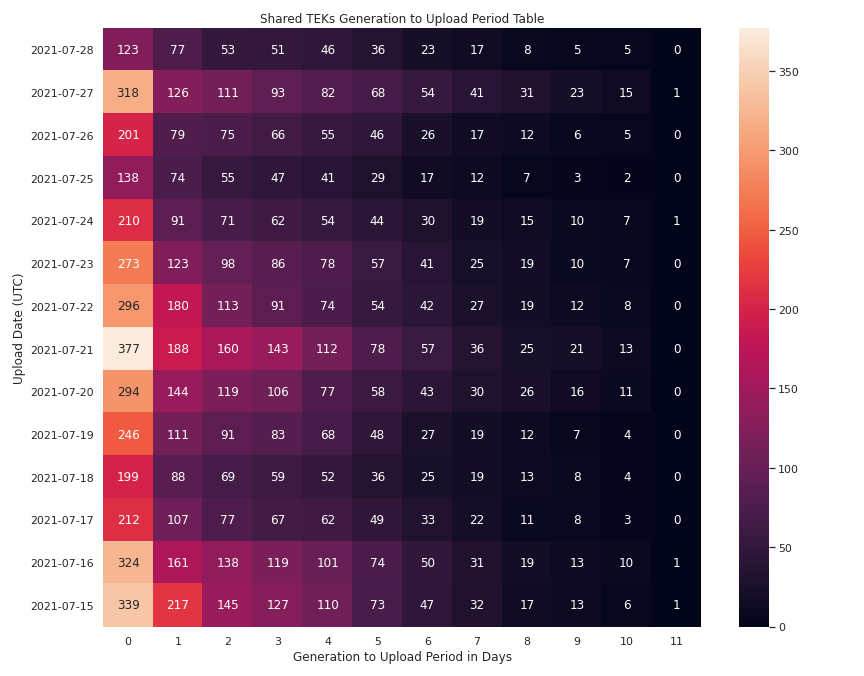 Shared TEKs Generation to Upload Period Table
Upload Date (UTC)
2021-07-28 123 77 53 51 46 36 23 17 8 5 5 0
2021-07-27 318 126 111 93 82 68 54 41 31 23 15 1
2021-07-26 201 79 75 66 55 46 26 17 12 6 5 0
2021-07-25 138 74 55 47 41 29 17 12 7 3 2 0
2021-07-24 210 91 71 62 54 44 30 19 15 10 7 1
2021-07-23 273 123 98 86 78 57 41 25 19 10 7 0
2021-07-22 296 180 113 91 74 54 42 27 19 12 8 0
2021-07-21 377 188 160 143 112 78 57 36 25 21 13 0
2021-07-20 294 144 119 106 77 58 43 30 26 16 11 0
2021-07-19 246 111 91 83 68 48 27 19 12 7 4 0
2021-07-18 199 88 69 59 52 36 25 19 13 8 4 0
2021-07-17 212 107 77 67 62 49 33 22 11 8 3 0
2021-07-16 324 161 138 119 101 74 50 31 19 13 10 1
2021-07-15 339 217 145 127 110 73 47 32 17 13 6 1
0 1 2 3 4 5 6 7 8 9 10 11
Generation to Upload Period in Days
350
300
250
200
150
100
50
0